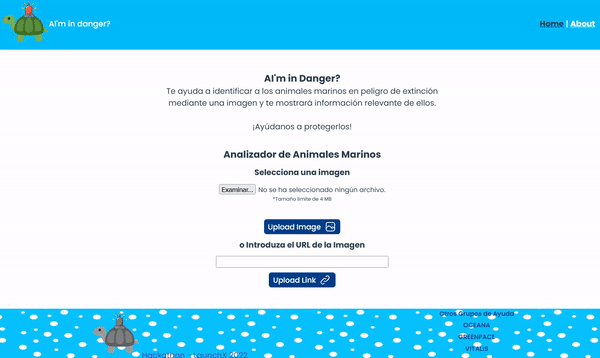 AI'm in danger?
Home | About
AI'm in Danger?
Te ayuda a identificar a los animales marinos en peligro de extinción
mediante una imagen y te mostrará información relevante de ellos.
¡Ayúdanos a protegerlos!
Analizador de Animales Marinos
Selecciona una imagen
Examinar... No se ha seleccionado ningún archivo.
*Tamaño límite de 4 MB
Upload Image
o Introduza el URL de la Imagen
Upload Link
Otros Grupos de Ayuda
OCEANA
GREENPACE
VITALIS
Hackathon - LaunchX 2022